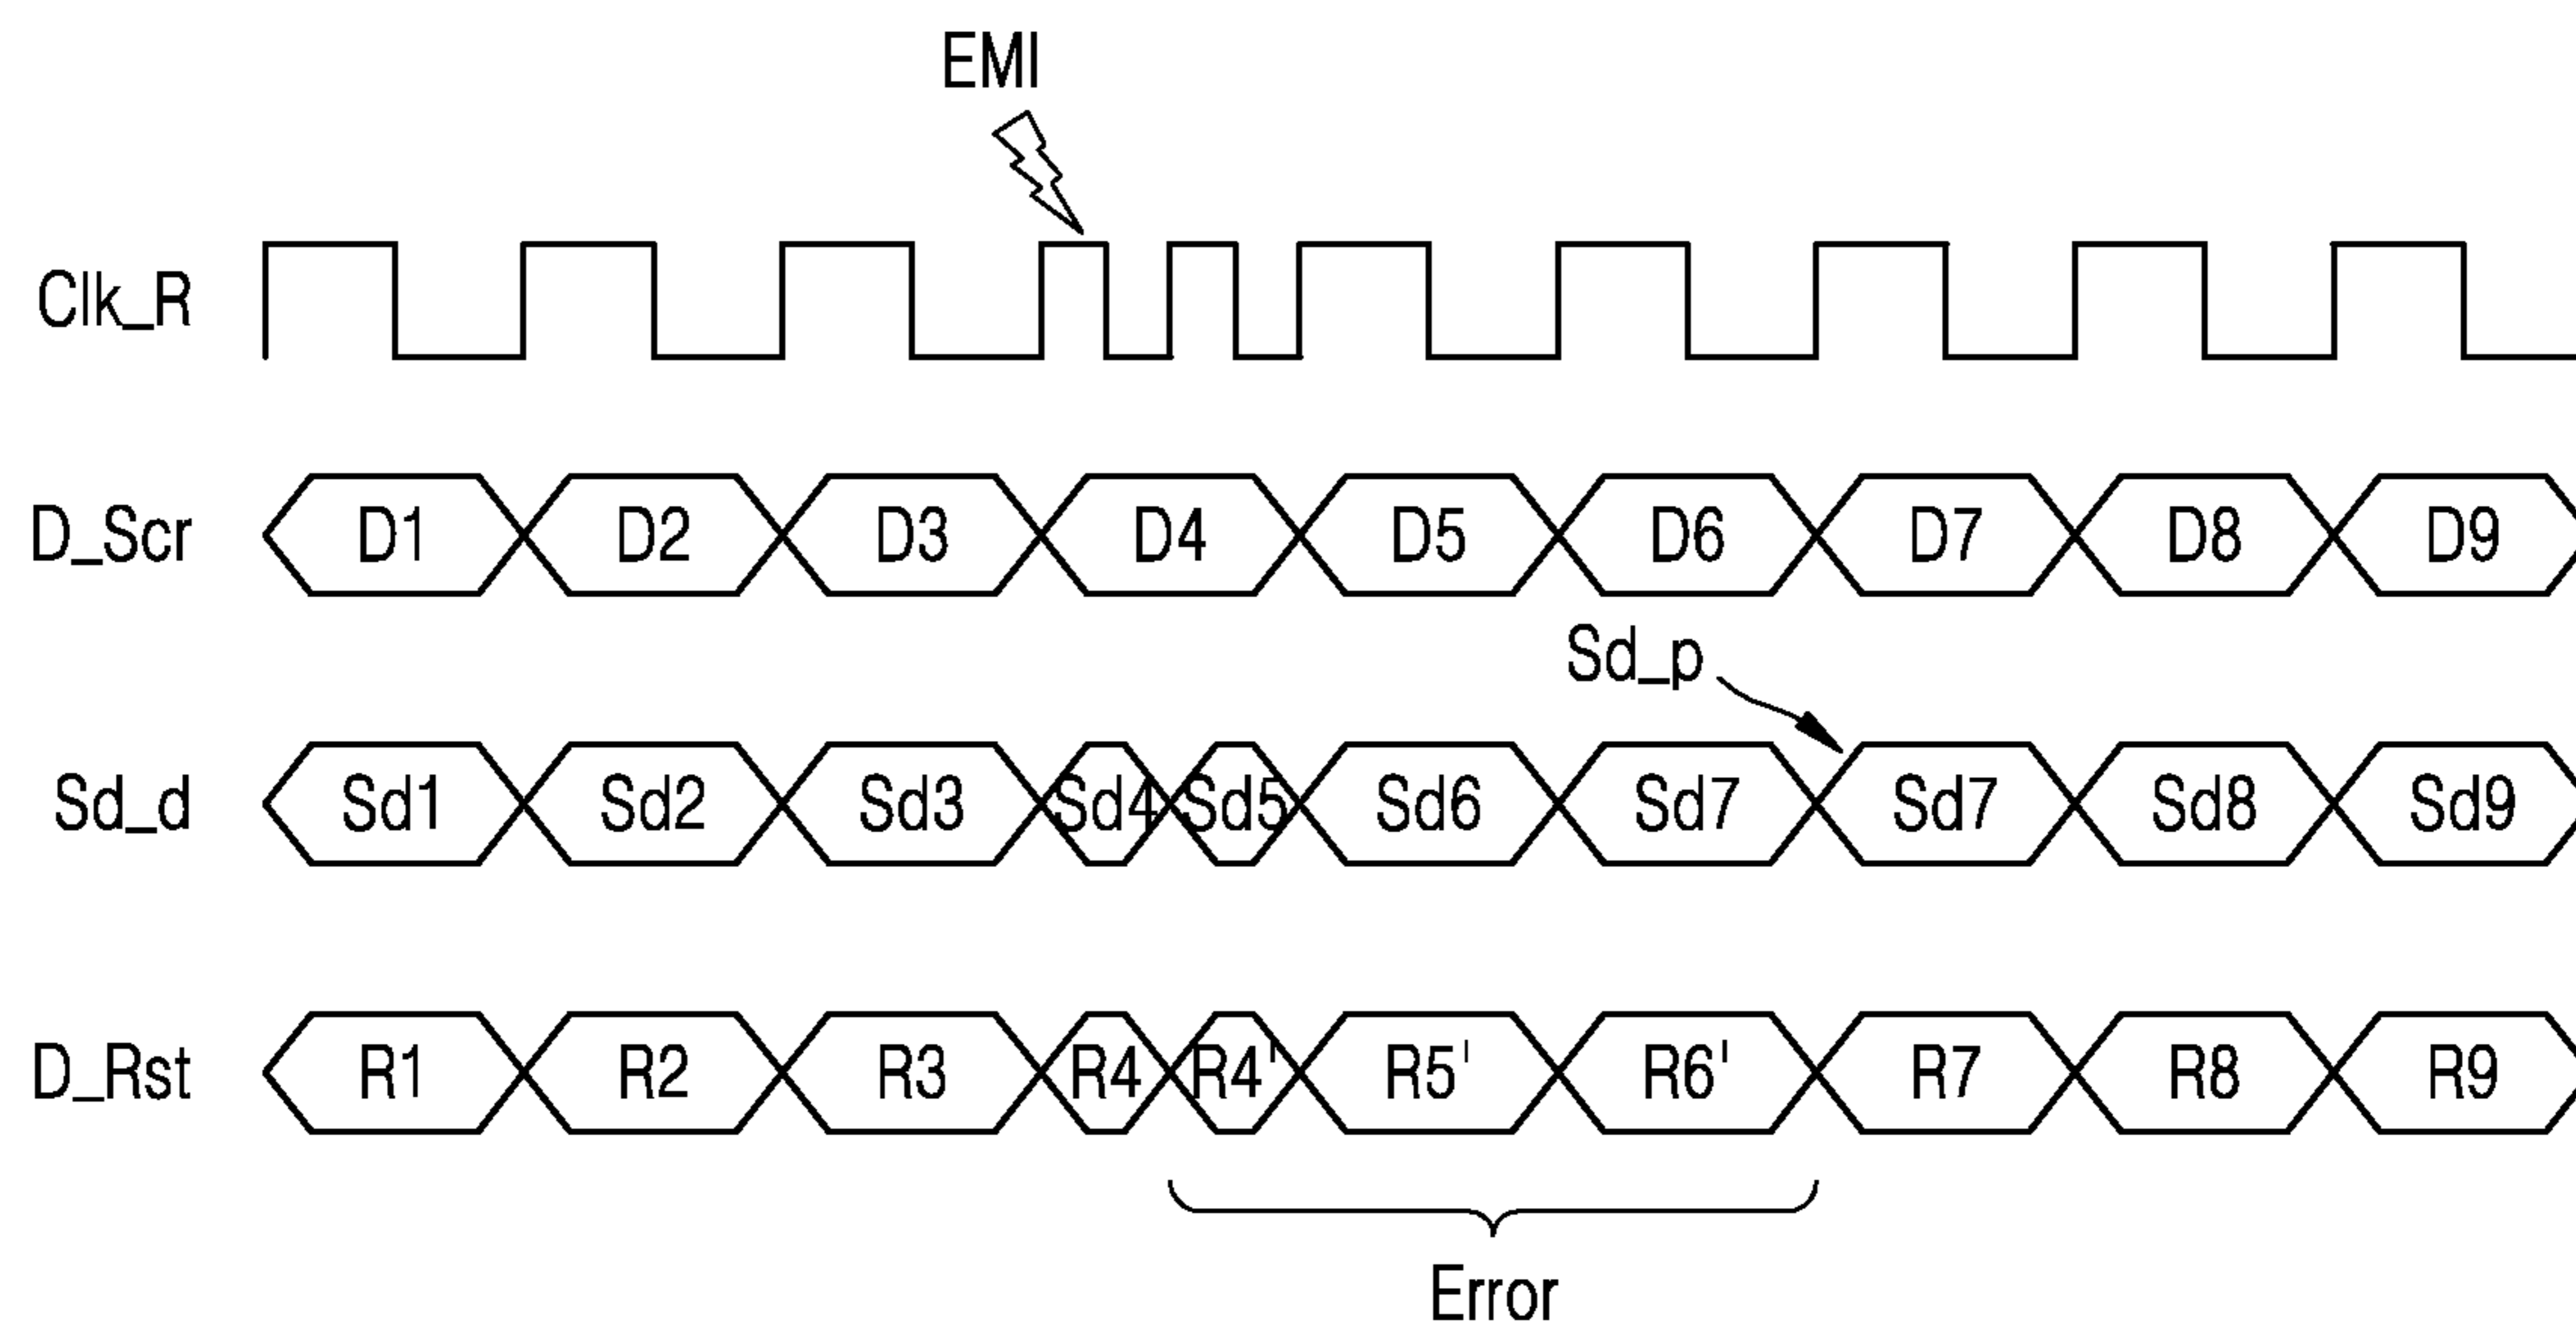 EMI
Clk_R
D_Scr D1 D2 D3 D4 D5 D6 D7 D8 D9
Sd_p
Sd_d Sd1 Sd2 Sd3 Sd4 Sd5 Sd6 Sd7 Sd7 Sd8 Sd9
D_Rst R1 R2 R3 R4 R4' R5' R6' R7 R8 R9
Error